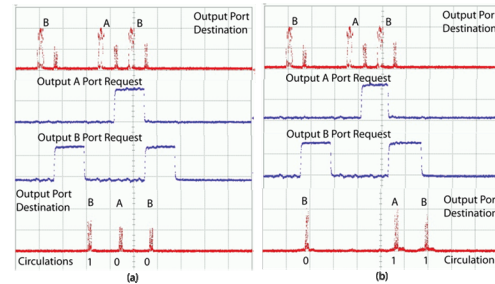 B A B Output Port
Destination
Output A Port Request
Output B Port Request
Output Port
Destination
B A B
Circulations 1 0 0
(a)
B A B Output Port
Destination
Output A Port Request
Output B Port Request
B A B Output Port
Destination
0 1 1 Circulations
(b)